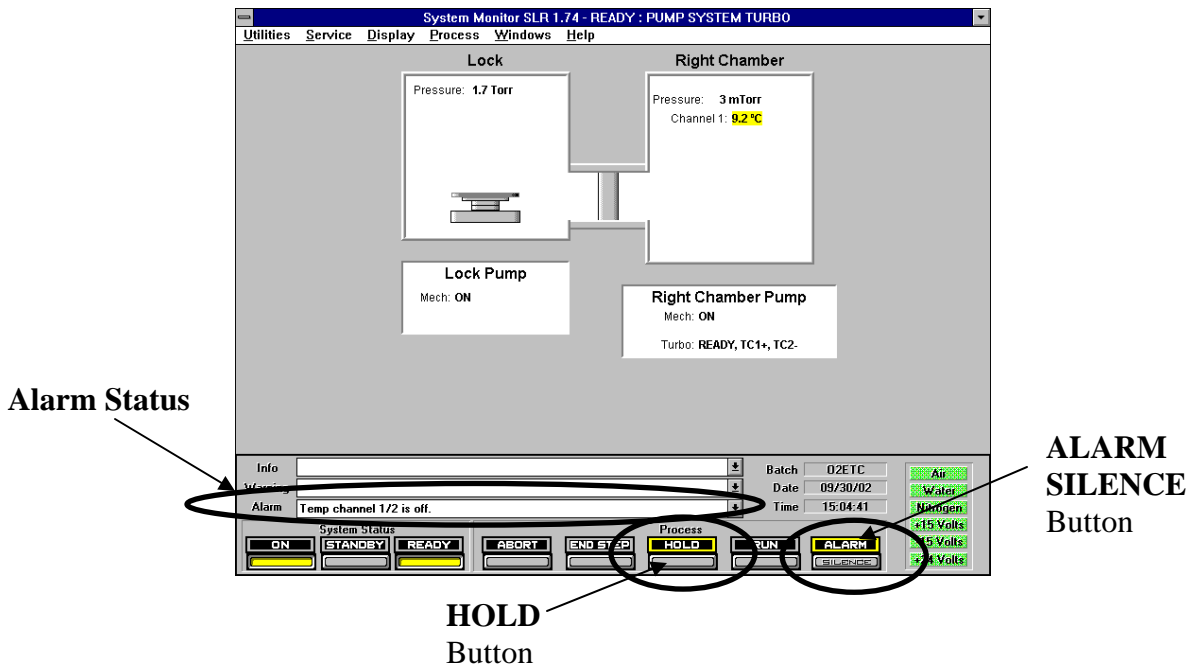 System Monitor SLR 1.74 - READY : PUMP SYSTEM TURBO
Utilities Service Display Process Windows Help
Lock
Pressure: 1.7 Torr
Right Chamber
Pressure: 3 mTorr
Channel 1: 9.2 °C
Lock Pump
Mech: ON
Right Chamber Pump
Mech: ON
Turbo: READY, TC1+, TC2-
Alarm Status
Info
Warning
Alarm Temp channel 1/2 is off.
Batch O2ETC
Date 09/30/02
Time 15:04:41
Air
Water
Nitrogen
+15 Volts
15 Volts
+24 Volts
System Status
ON STANDBY READY
Process
ABORT END STEP HOLD RUN ALARM
SILENCE
ALARM
SILENCE
Button
HOLD
Button